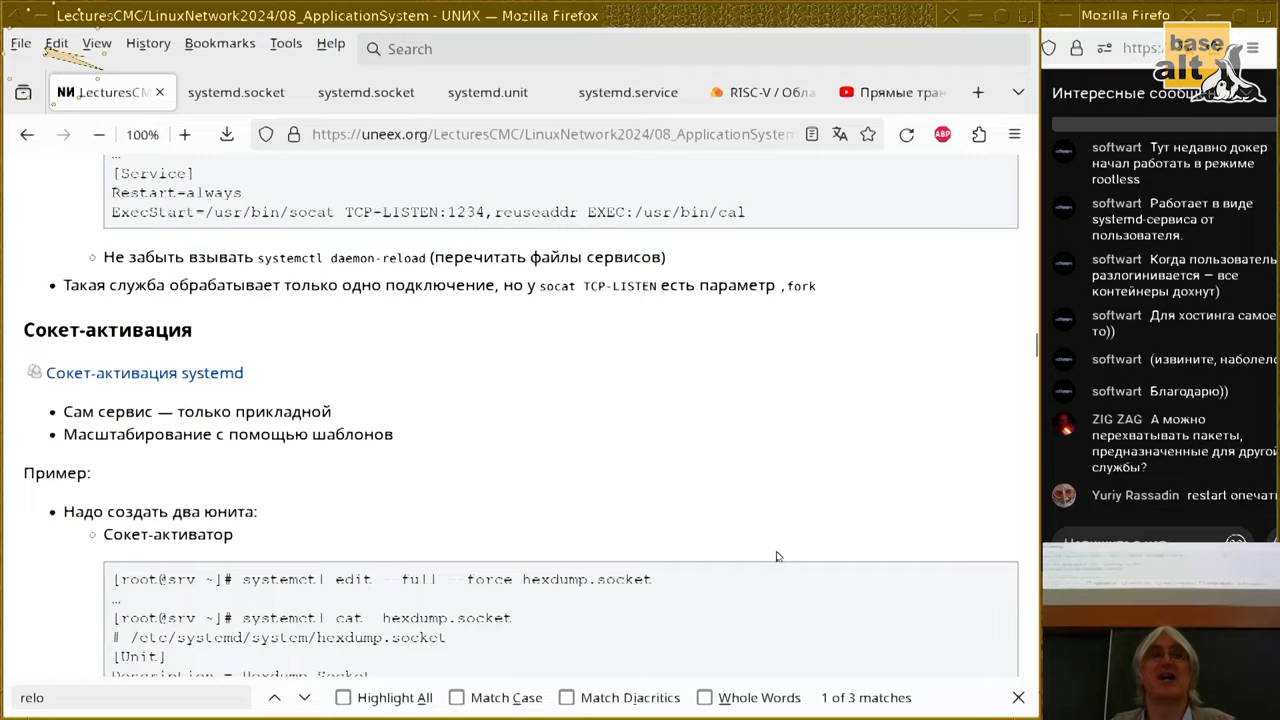 LecturesCMC/LinuxNetwork2024/08_ApplicationSystem - UNИX — Mozilla Firefox
Mozilla Firefo
File Edit View History Bookmarks Tools Help
Search
https:/
base
alt
NИ. LecturesCM
systemd.socket
systemd.socket
systemd.unit
systemd.service
RISC-V / Обла
Прямые тран
100%
https://uneex.org/LecturesCMC/LinuxNetwork2024/08_ApplicationSystem
ABP
…
[Service]
Restart=always
ExecStart=/usr/bin/socat TCP-LISTEN:1234,reuseaddr EXEC:/usr/bin/cal
Не забыть взывать systemctl daemon-reload (перечитать файлы сервисов)
Такая служба обрабатывает только одно подключение, но у socat TCP-LISTEN есть параметр ,fork
Сокет-активация
Сокет-активация systemd
Сам сервис — только прикладной
Масштабирование с помощью шаблонов
Пример:
Надо создать два юнита:
Сокет-активатор
[root@srv ~]# systemctl edit --full --force hexdump.socket
…
[root@srv ~]# systemctl cat hexdump.socket
# /etc/systemd/system/hexdump.socket
[Unit]
Description = Hexdump Socket
relo
Highlight All
Match Case
Match Diacritics
Whole Words
1 of 3 matches
Интересные сообщ
softwart Тут недавно докер
начал работать в режиме
rootless
softwart Работает в виде
systemd-сервиса от
пользователя.
softwart Когда пользователь
разлогинивается — все
контейнеры дохнут)
softwart Для хостинга самое
то))
softwart (извините, наболело
softwart Благодарю))
ZIG ZAG А можно
перехватывать пакеты,
предназначенные для другой
службы?
Yuriy Rassadin restart опечат